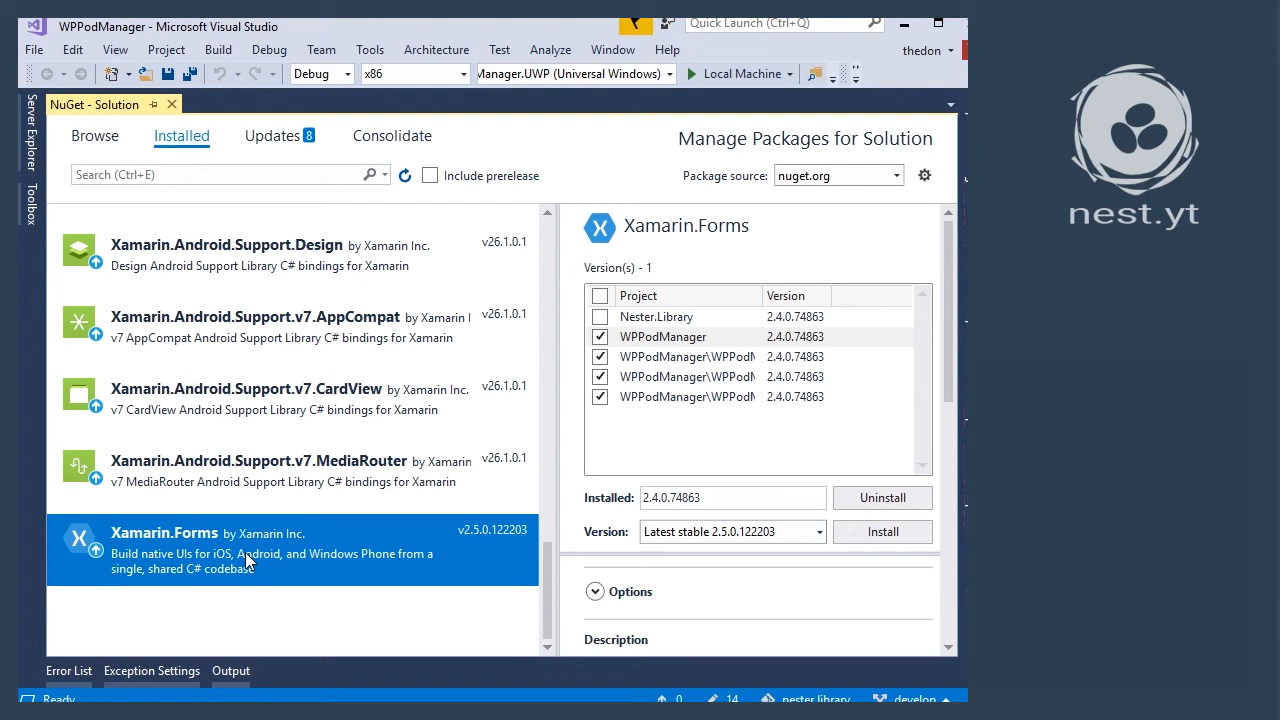 WPPodManager - Microsoft Visual Studio
Quick Launch (Ctrl+Q)
File Edit View Project Build Debug Team Tools Architecture Test Analyze Window Help thedon
Debug x86 Manager.UWP (Universal Windows) Local Machine
Server Explorer
Toolbox
NuGet - Solution
Browse Installed Updates 8 Consolidate
Manage Packages for Solution
Search (Ctrl+E) Include prerelease
Package source: nuget.org
Xamarin.Android.Support.Design by Xamarin Inc. v26.1.0.1
Design Android Support Library C# bindings for Xamarin
Xamarin.Android.Support.v7.AppCompat by Xamarin I v26.1.0.1
v7 AppCompat Android Support Library C# bindings for Xamarin
Xamarin.Android.Support.v7.CardView by Xamarin Inc. v26.1.0.1
v7 CardView Android Support Library C# bindings for Xamarin
Xamarin.Android.Support.v7.MediaRouter by Xamarin v26.1.0.1
v7 MediaRouter Android Support Library C# bindings for Xamarin
Xamarin.Forms by Xamarin Inc. v2.5.0.122203
Build native UIs for iOS, Android, and Windows Phone from a
single, shared C# codebase
Xamarin.Forms
Version(s) - 1
Project Version
Nester.Library 2.4.0.74863
WPPodManager 2.4.0.74863
WPPodManager\WPPodM 2.4.0.74863
WPPodManager\WPPodM 2.4.0.74863
WPPodManager\WPPodM 2.4.0.74863
Installed: 2.4.0.74863 Uninstall
Version: Latest stable 2.5.0.122203 Install
Options
Description
Error List Exception Settings Output
Ready 0 14 nester.library develop
nest.yt